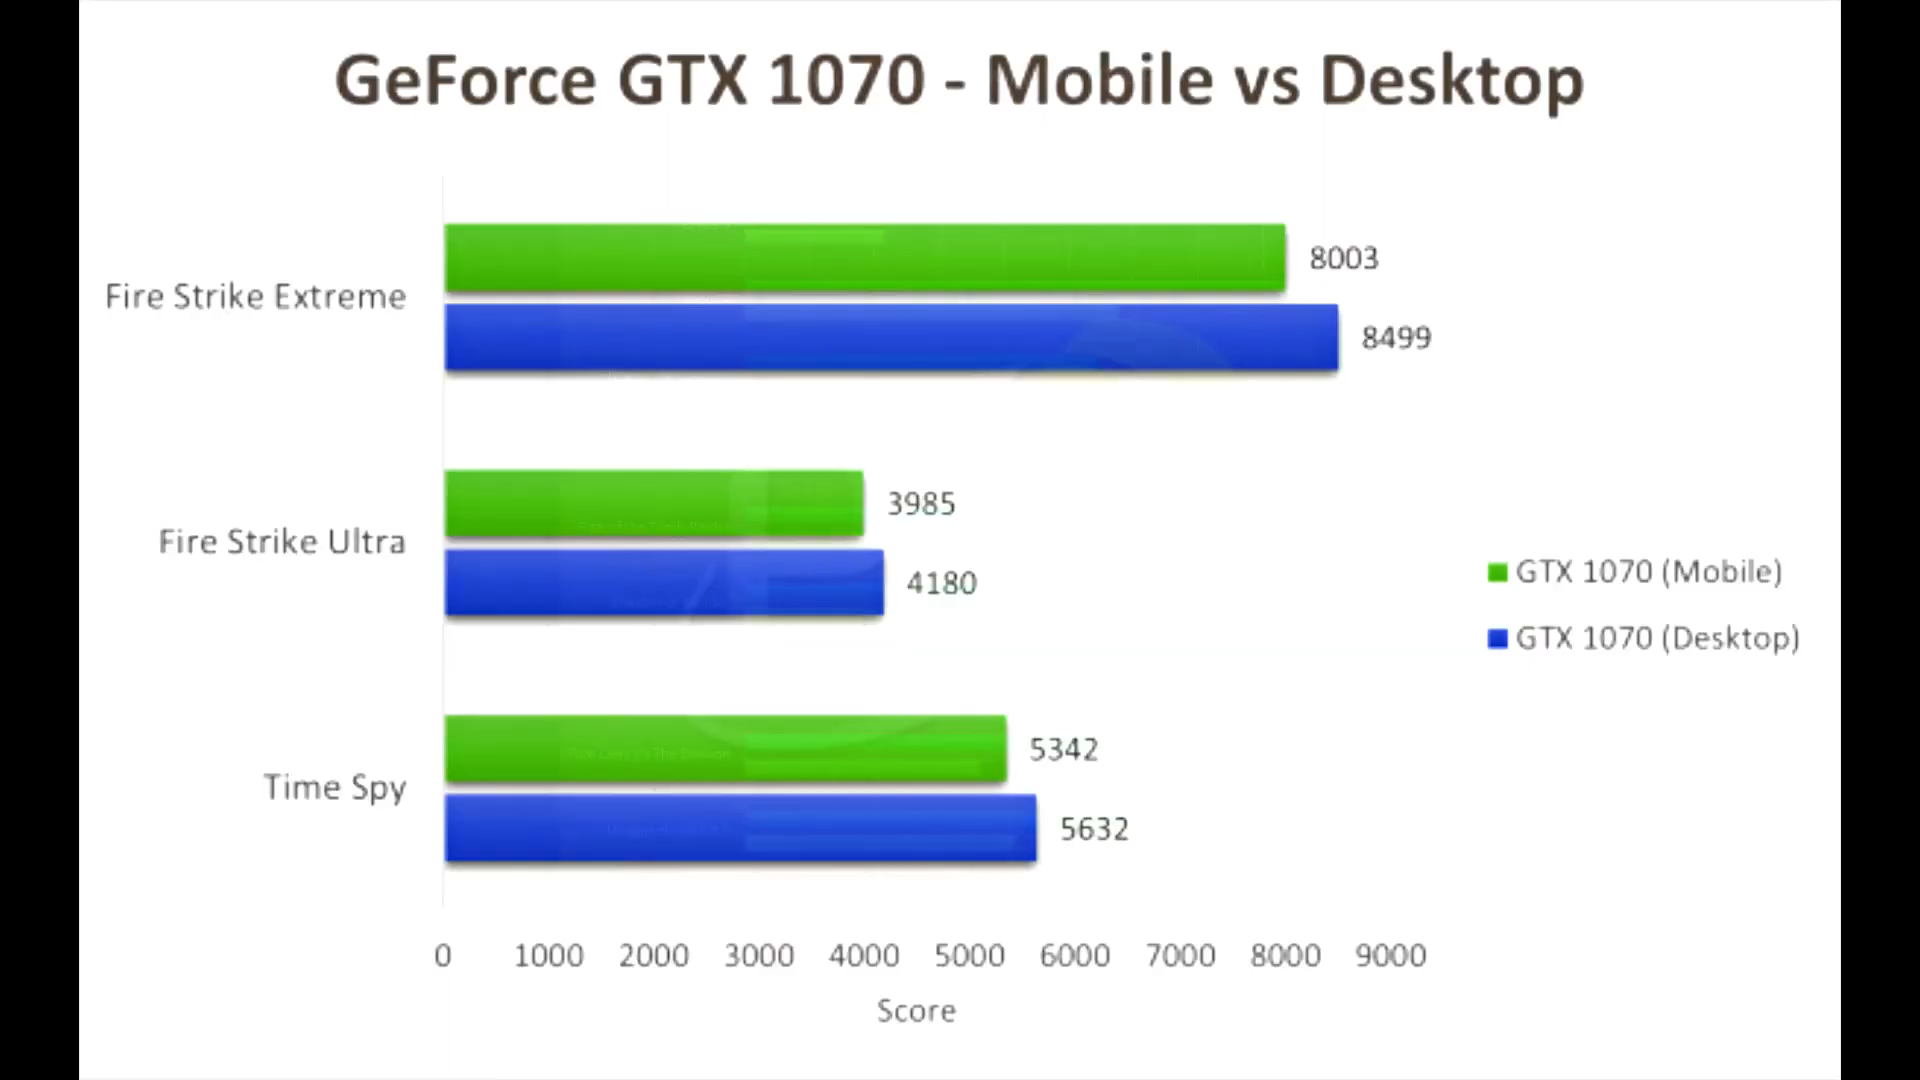 GeForce GTX 1070 - Mobile vs Desktop
Fire Strike Extreme
8003
8499
Fire Strike Ultra
3985
4180
GTX 1070 (Mobile)
GTX 1070 (Desktop)
Time Spy
5342
5632
0 1000 2000 3000 4000 5000 6000 7000 8000 9000
Score